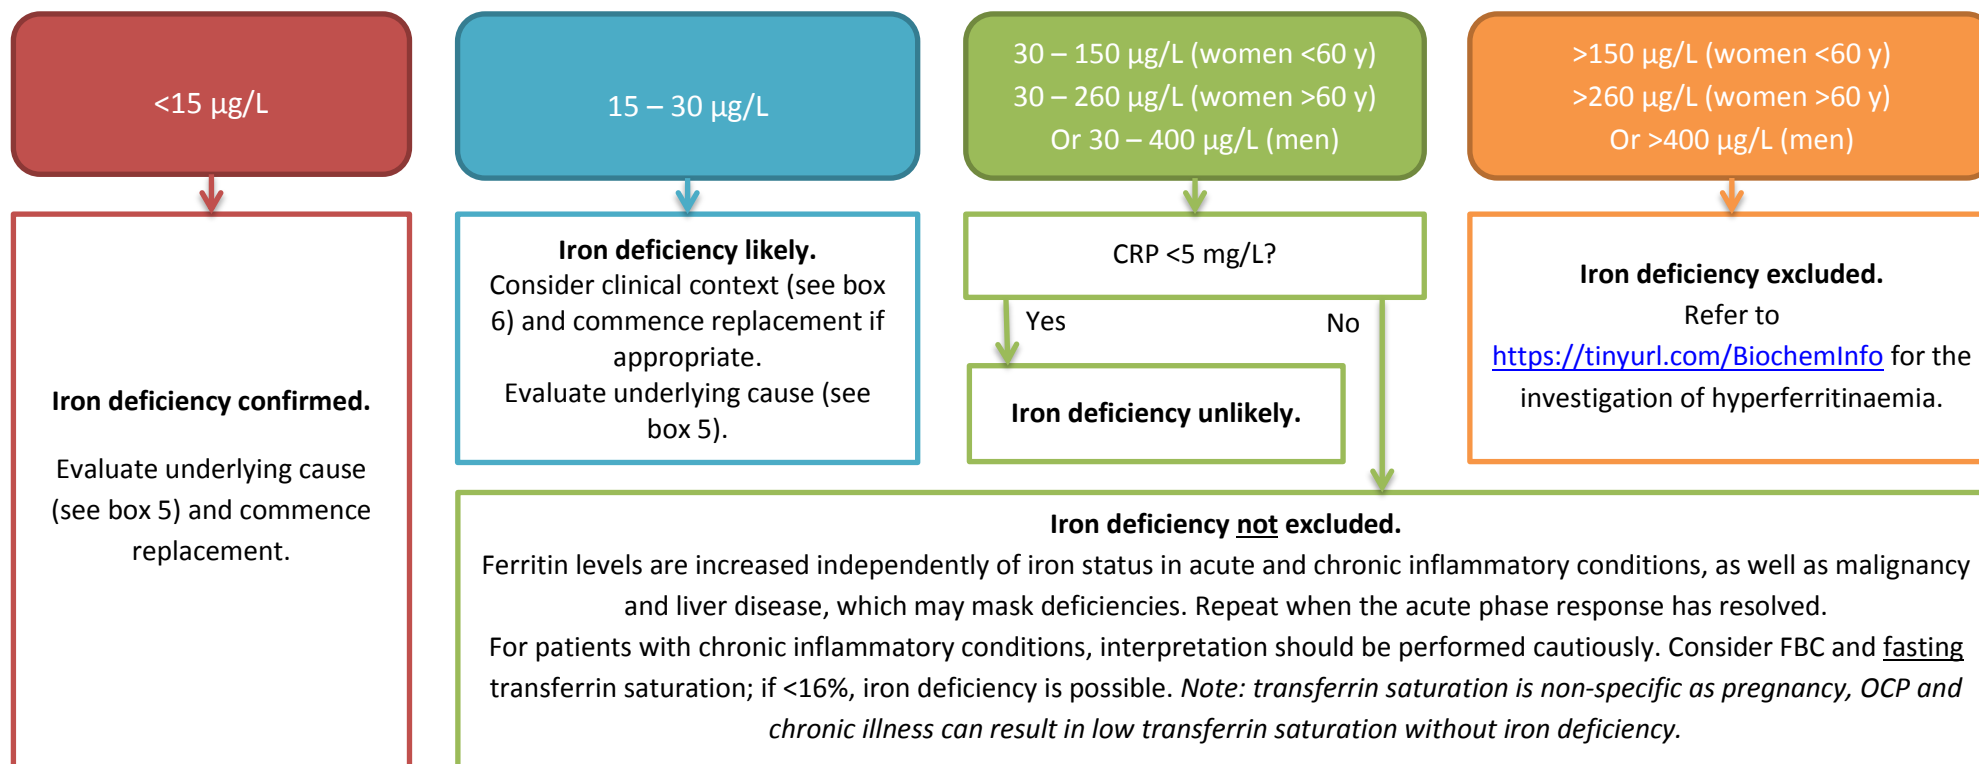 <15 µg/L
Iron deficiency confirmed.
Evaluate underlying cause
(see box 5) and commence
replacement.
15 – 30 µg/L
Iron deficiency likely.
Consider clinical context (see box
6) and commence replacement if
appropriate.
Evaluate underlying cause (see
box 5).
30 – 150 µg/L (women <60 y)
30 – 260 µg/L (women >60 y)
Or 30 – 400 µg/L (men)
CRP <5 mg/L?
Yes
No
Iron deficiency unlikely.
Iron deficiency not excluded.
Ferritin levels are increased independently of iron status in acute and chronic inflammatory conditions, as well as malignancy
and liver disease, which may mask deficiencies. Repeat when the acute phase response has resolved.
For patients with chronic inflammatory conditions, interpretation should be performed cautiously. Consider FBC and fasting
transferrin saturation; if <16%, iron deficiency is possible. Note: transferrin saturation is non-specific as pregnancy, OCP and
chronic illness can result in low transferrin saturation without iron deficiency.
>150 µg/L (women <60 y)
>260 µg/L (women >60 y)
Or >400 µg/L (men)
Iron deficiency excluded.
Refer to
https://tinyurl.com/BiochemInfo for the
investigation of hyperferritinaemia.